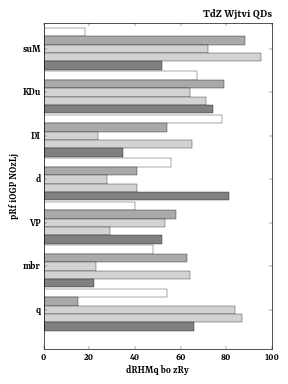 TdZ Wjtvi QDs
pRf iOGP NOzLj
suM
KDu
DI
d
VP
mbr
q
0 20 40 60 80 100
dRHMq bo zRy